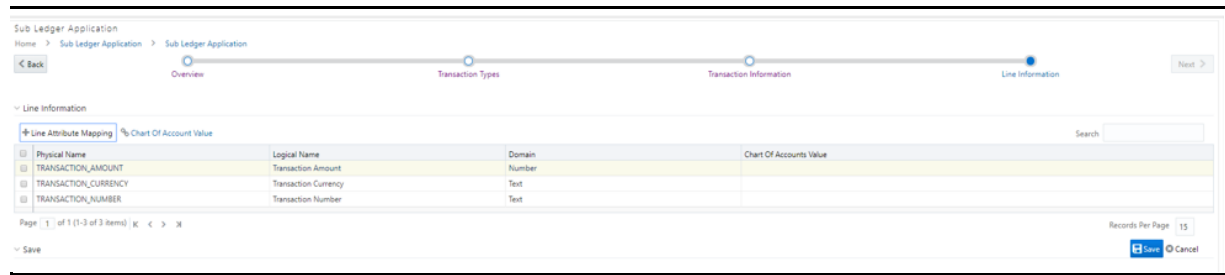 Sub Ledger Application
Home > Sub Ledger Application > Sub Ledger Application
< Back
Overview Transaction Types Transaction Information Line Information
Next >
Line Information
+ Line Attribute Mapping Chart Of Account Value
Search
Physical Name Logical Name Domain Chart Of Accounts Value
TRANSACTION_AMOUNT Transaction Amount Number
TRANSACTION_CURRENCY Transaction Currency Text
TRANSACTION_NUMBER Transaction Number Text
Page 1 of 1 (1-3 of 3 items) K < > Ж
Records Per Page 15
Save
Save Cancel